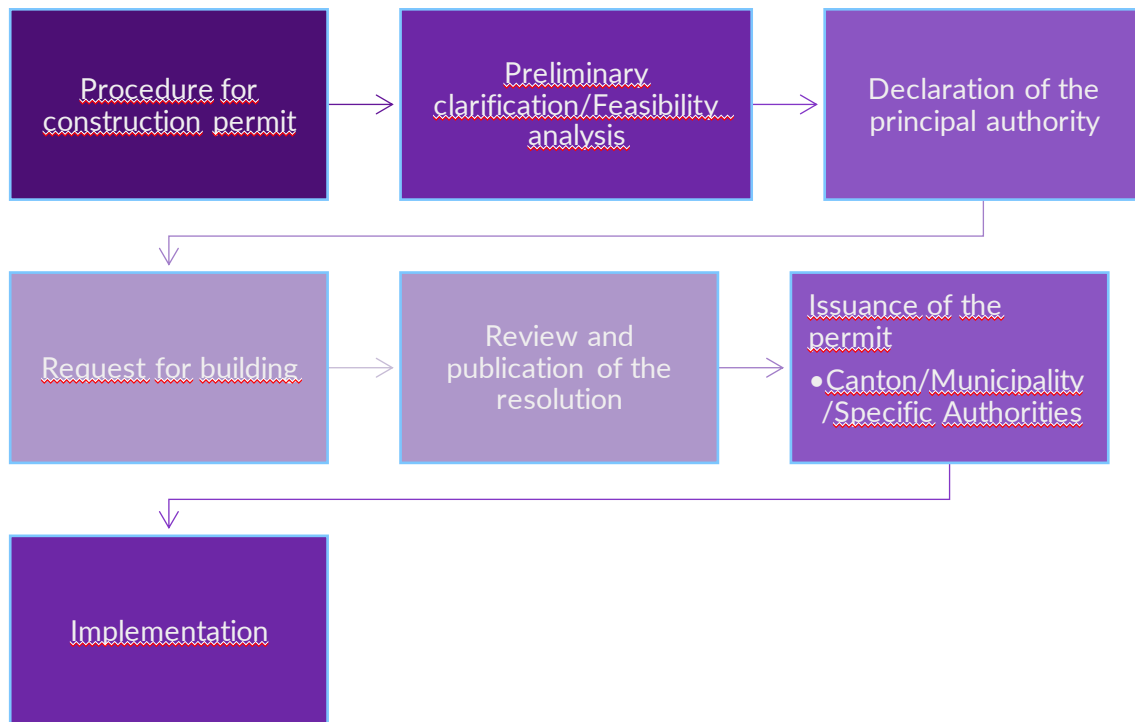 Procedure for
construction permit
Preliminary
clarification/Feasibility
analysis
Declaration of the
principal authority
Request for building
Review and
publication of the
resolution
Issuance of the
permit
•Canton/Municipality
/Specific Authorities
Implementation